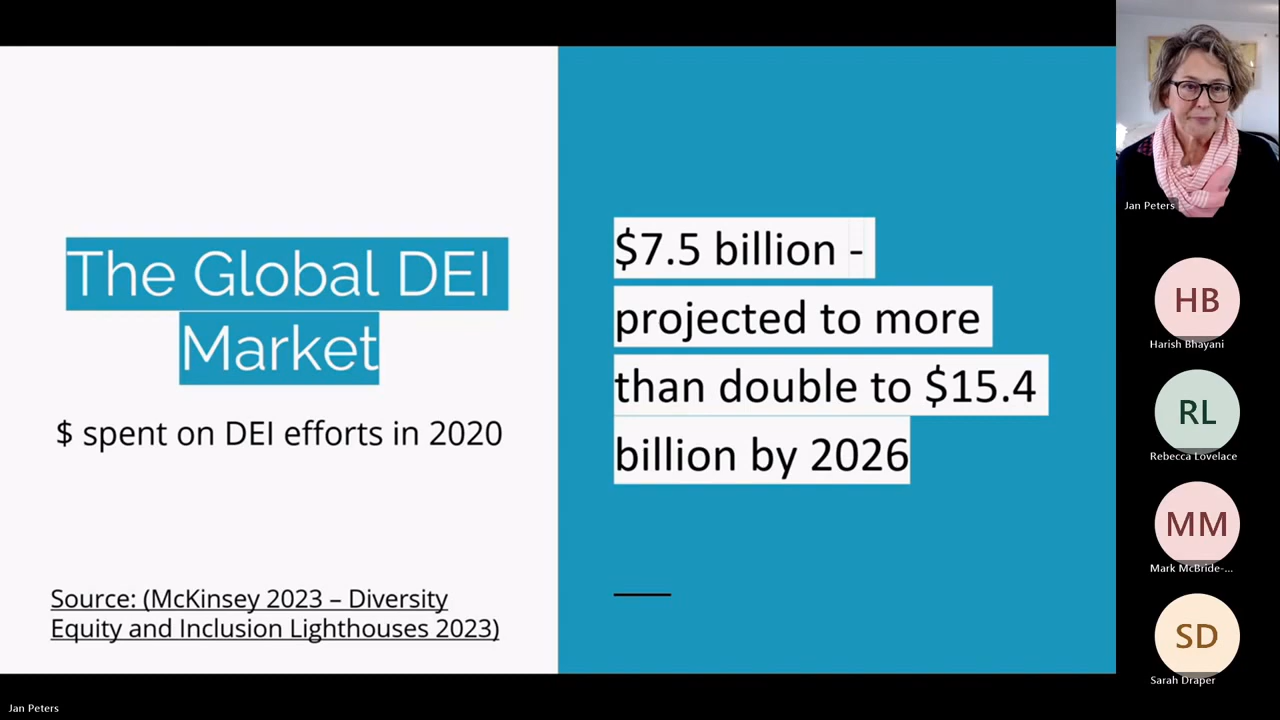 The Global DEI
Market
$ spent on DEI efforts in 2020
Source: (McKinsey 2023 – Diversity
Equity and Inclusion Lighthouses 2023)
$7.5 billion -
projected to more
than double to $15.4
billion by 2026
Jan Peters
HB
Harish Bhayani
RL
Rebecca Lovelace
MM
Mark McBride-...
SD
Sarah Draper
Jan Peters